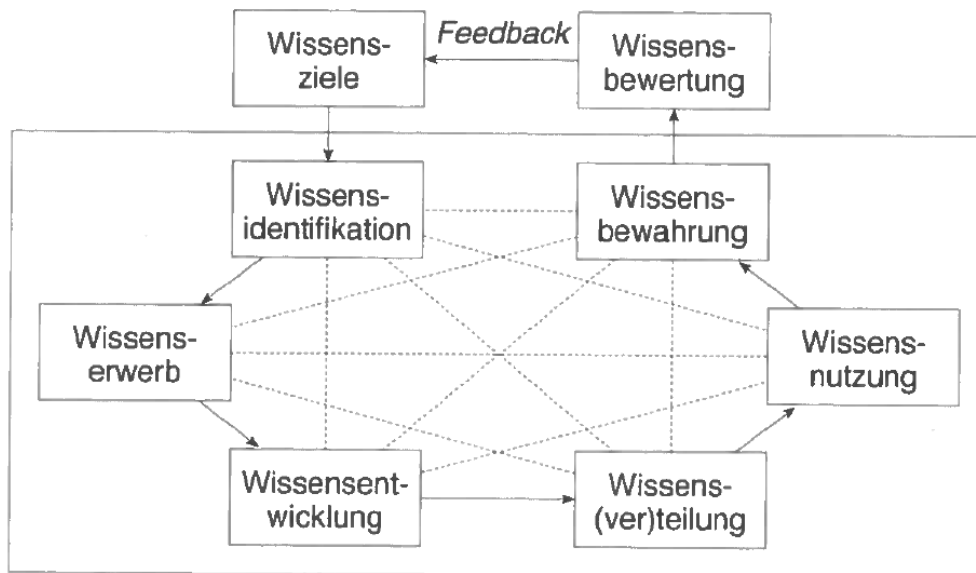 Wissens-
ziele
Feedback
Wissens-
bewertung
Wissens-
identifikation
Wissens-
bewahrung
Wissens-
erwerb
Wissens-
nutzung
Wissensent-
wicklung
Wissens-
(ver)teilung